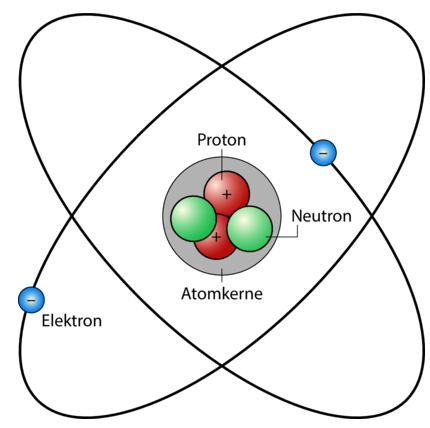 Proton
−
+
Neutron
+
Atomkerne
−
Elektron